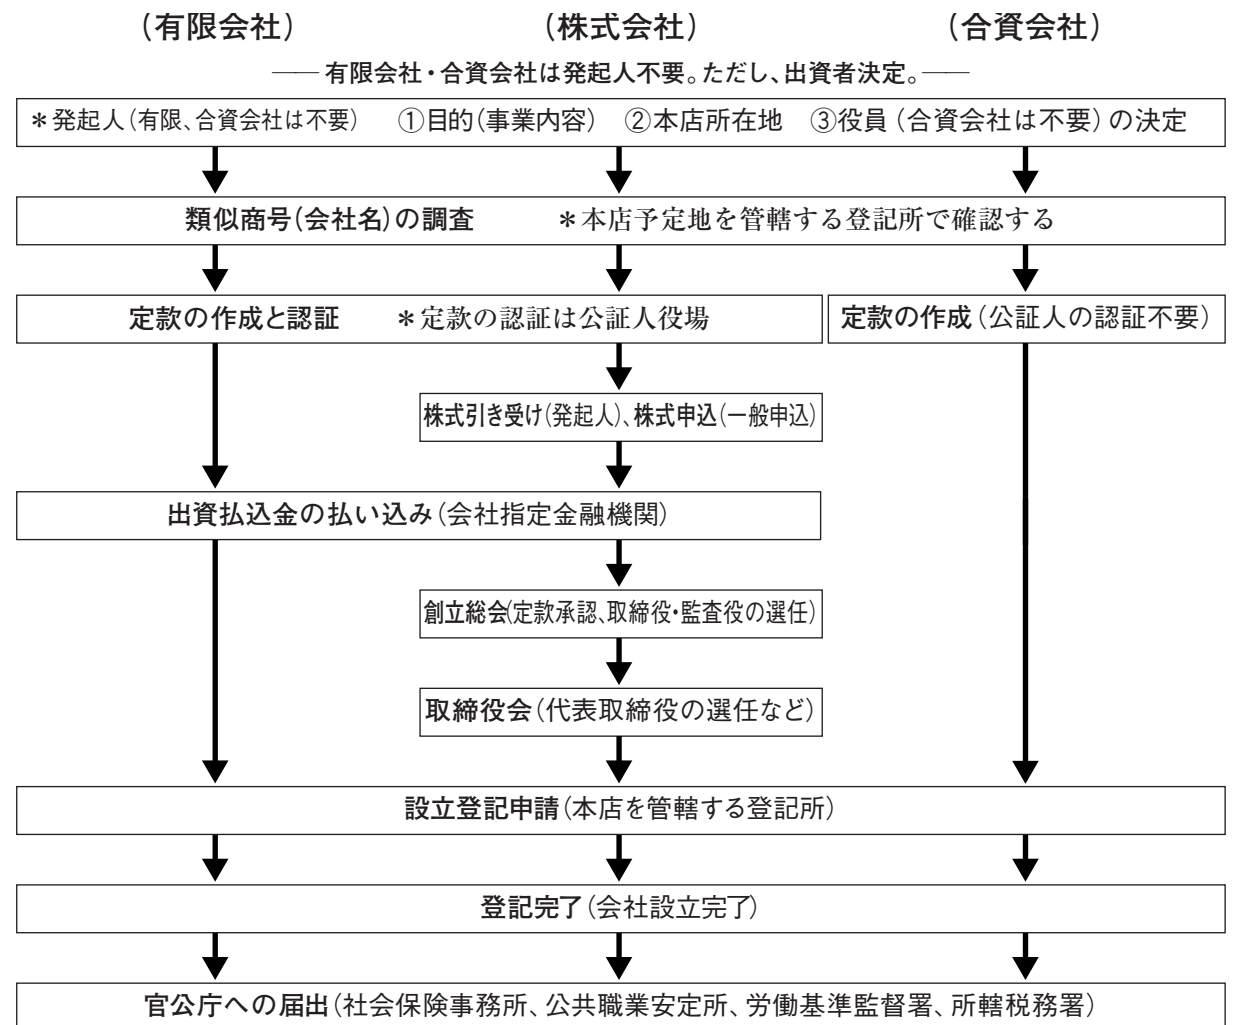 (有限会社) (株式会社) (合資会社)
── 有限会社・合資会社は発起人不要。ただし、出資者決定。──
＊発起人(有限、合資会社は不要) ①目的(事業内容) ②本店所在地 ③役員(合資会社は不要)の決定
類似商号(会社名)の調査 ＊本店予定地を管轄する登記所で確認する
定款の作成と認証 ＊定款の認証は公証人役場 定款の作成(公証人の認証不要)
株式引き受け(発起人)、株式申込(一般申込)
出資払込金の払い込み(会社指定金融機関)
創立総会(定款承認、取締役・監査役の選任)
取締役会(代表取締役の選任など)
設立登記申請(本店を管轄する登記所)
登記完了(会社設立完了)
官公庁への届出(社会保険事務所、公共職業安定所、労働基準監督署、所轄税務署)